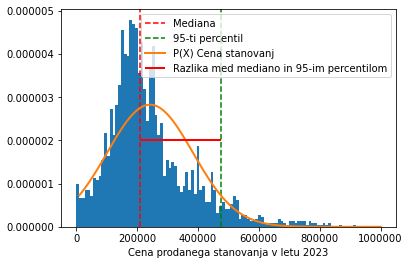 0.000005
0.000004
0.000003
0.000002
0.000001
0.000000
Mediana
95-ti percentil
P(X) Cena stanovanj
Razlika med mediano in 95-im percentilom
0
200000
400000
600000
800000
1000000
Cena prodanega stanovanja v letu 2023